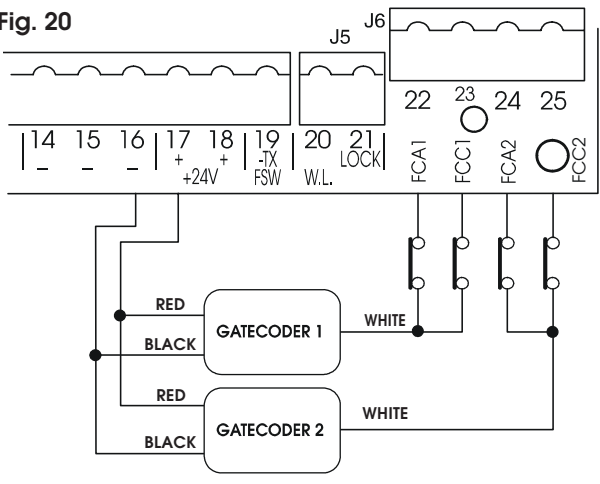 Fig. 20
J5
J6
22 23 24 25
14 15 16 17 18 19 20 21
- - - + + -TX LOCK
+24V FSW W.L.
FCA1 FCC1 FCA2 FCC2
RED
GATECODER 1
WHITE
BLACK
RED
GATECODER 2
WHITE
BLACK